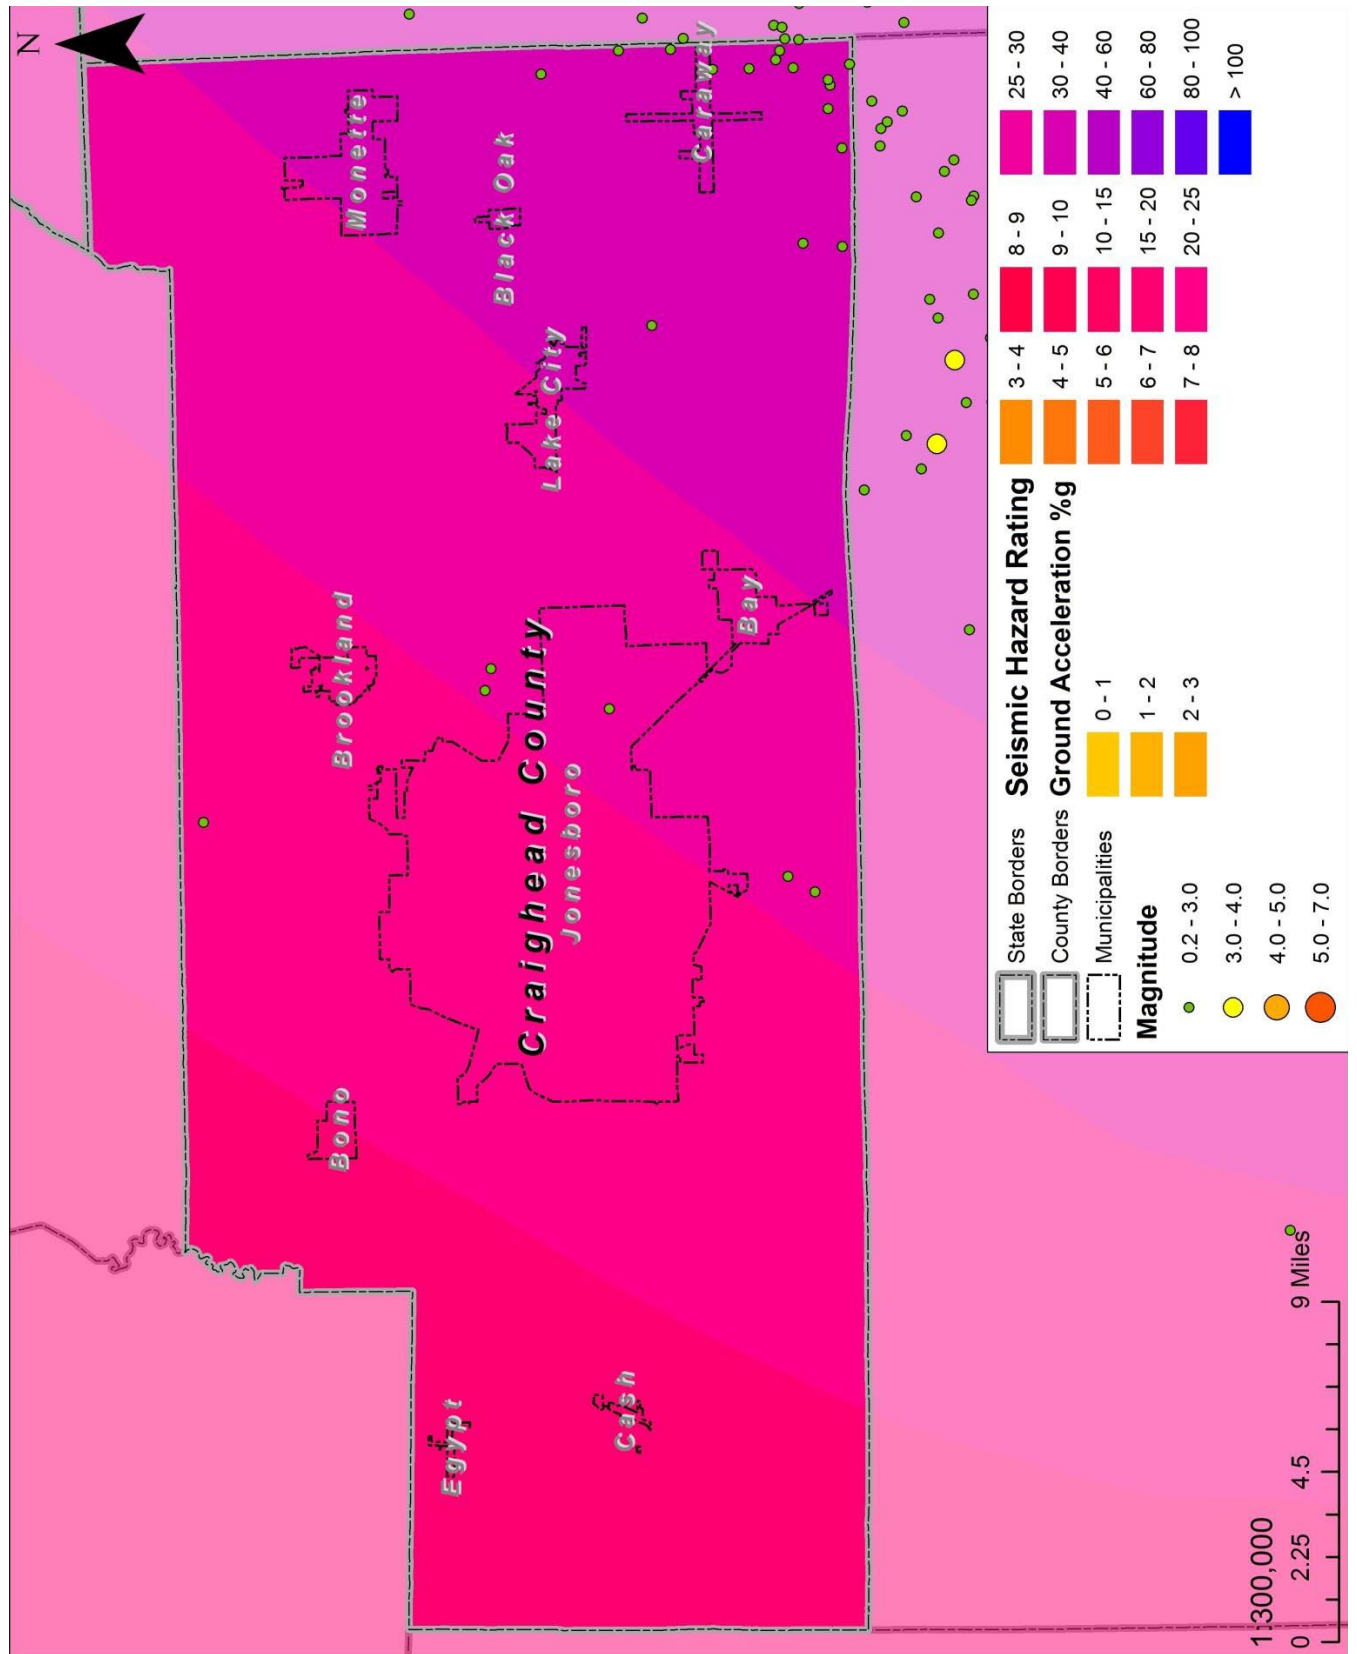 N
Bono
Brookland
Monette
Egypt
Black Oak
Craighead County
Lake City
Jonesboro
Cash
Caraway
Bay
State Borders
County Borders
Municipalities
Magnitude
0.2 - 3.0
3.0 - 4.0
4.0 - 5.0
5.0 - 7.0
Seismic Hazard Rating
Ground Acceleration %g
0 - 1
1 - 2
2 - 3
3 - 4
4 - 5
5 - 6
6 - 7
7 - 8
8 - 9
9 - 10
10 - 15
15 - 20
20 - 25
25 - 30
30 - 40
40 - 60
60 - 80
80 - 100
> 100
1:300,000
0 2.25 4.5 9 Miles